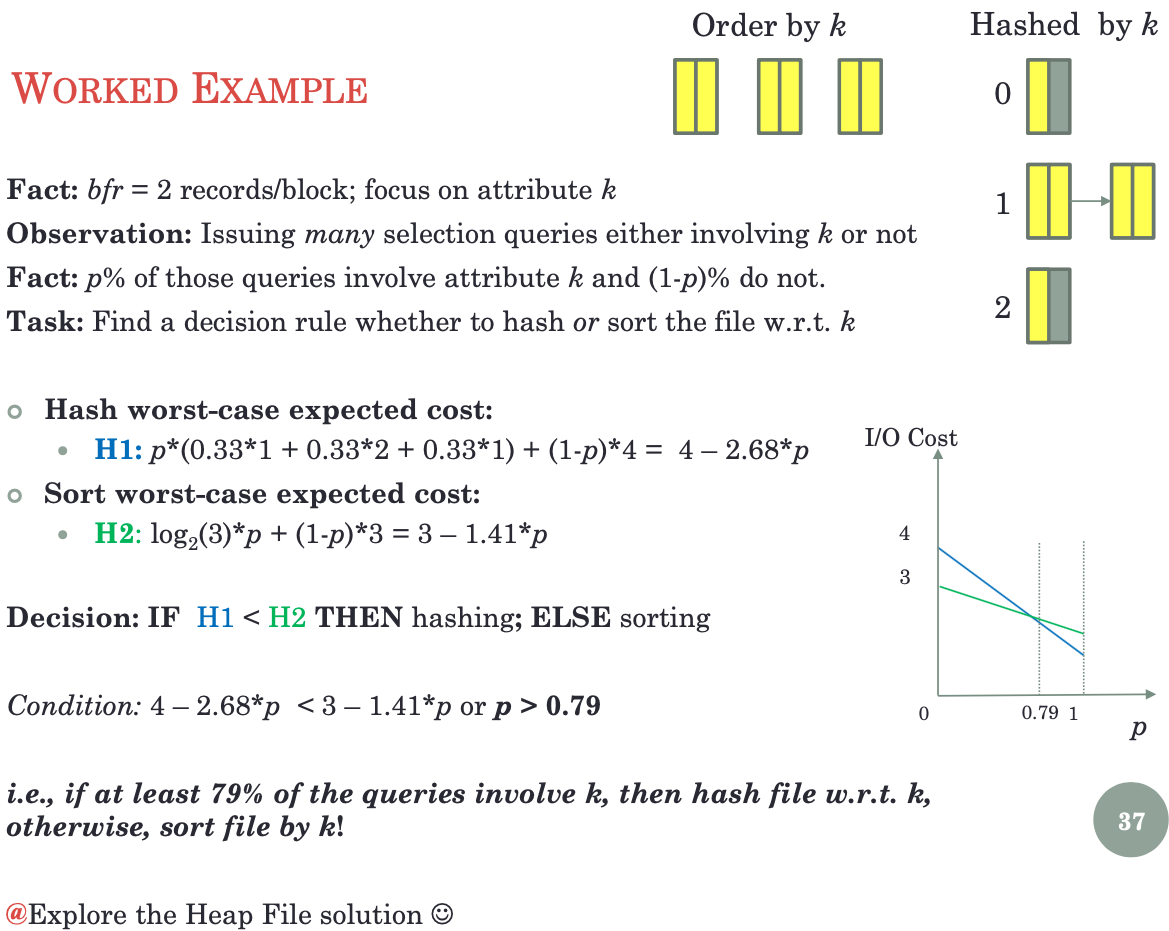 Order by k
Hashed by k
WORKED EXAMPLE
0
1
2
Fact: bfr = 2 records/block; focus on attribute k
Observation: Issuing many selection queries either involving k or not
Fact: p% of those queries involve attribute k and (1-p)% do not.
Task: Find a decision rule whether to hash or sort the file w.r.t. k
Hash worst-case expected cost:
H1: p*(0.33*1 + 0.33*2 + 0.33*1) + (1-p)*4 = 4 – 2.68*p
Sort worst-case expected cost:
H2: log₂(3)*p + (1-p)*3 = 3 – 1.41*p
Decision: IF H1 < H2 THEN hashing; ELSE sorting
Condition: 4 – 2.68*p < 3 – 1.41*p or p > 0.79
I/O Cost
4
3
0
0.79
1
p
i.e., if at least 79% of the queries involve k, then hash file w.r.t. k,
otherwise, sort file by k!
37
@Explore the Heap File solution ☺